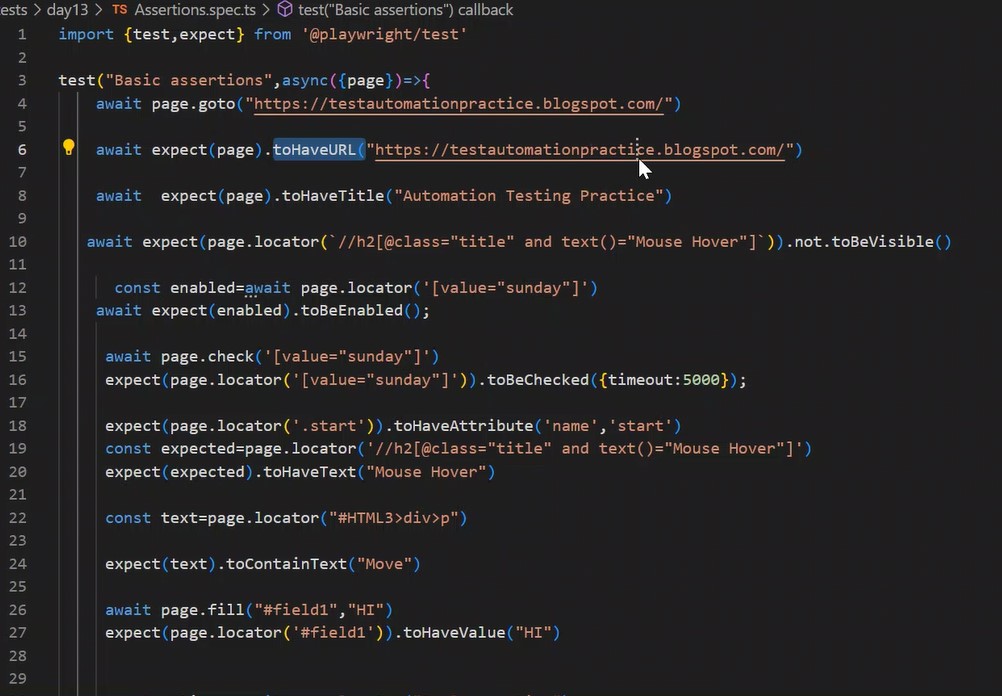 ests > day13 > TS Assertions.spec.ts > test("Basic assertions") callback
1 import {test,expect} from '@playwright/test'
2
3 test("Basic assertions",async({page})=>{
4 await page.goto("https://testautomationpractice.blogspot.com/")
5
6 await expect(page).toHaveURL("https://testautomationpractice.blogspot.com/")
7
8 await  expect(page).toHaveTitle("Automation Testing Practice")
9
10 await expect(page.locator(`//h2[@class="title" and text()="Mouse Hover"]`)).not.toBeVisible()
11
12 const enabled=await page.locator('[value="sunday"]')
13 await expect(enabled).toBeEnabled();
14
15 await page.check('[value="sunday"]')
16 expect(page.locator('[value="sunday"]')).toBeChecked({timeout:5000});
17
18 expect(page.locator('.start')).toHaveAttribute('name','start')
19 const expected=page.locator('//h2[@class="title" and text()="Mouse Hover"]')
20 expect(expected).toHaveText("Mouse Hover")
21
22 const text=page.locator("#HTML3>div>p")
23
24 expect(text).toContainText("Move")
25
26 await page.fill("#field1","HI")
27 expect(page.locator('#field1')).toHaveValue("HI")
28
29